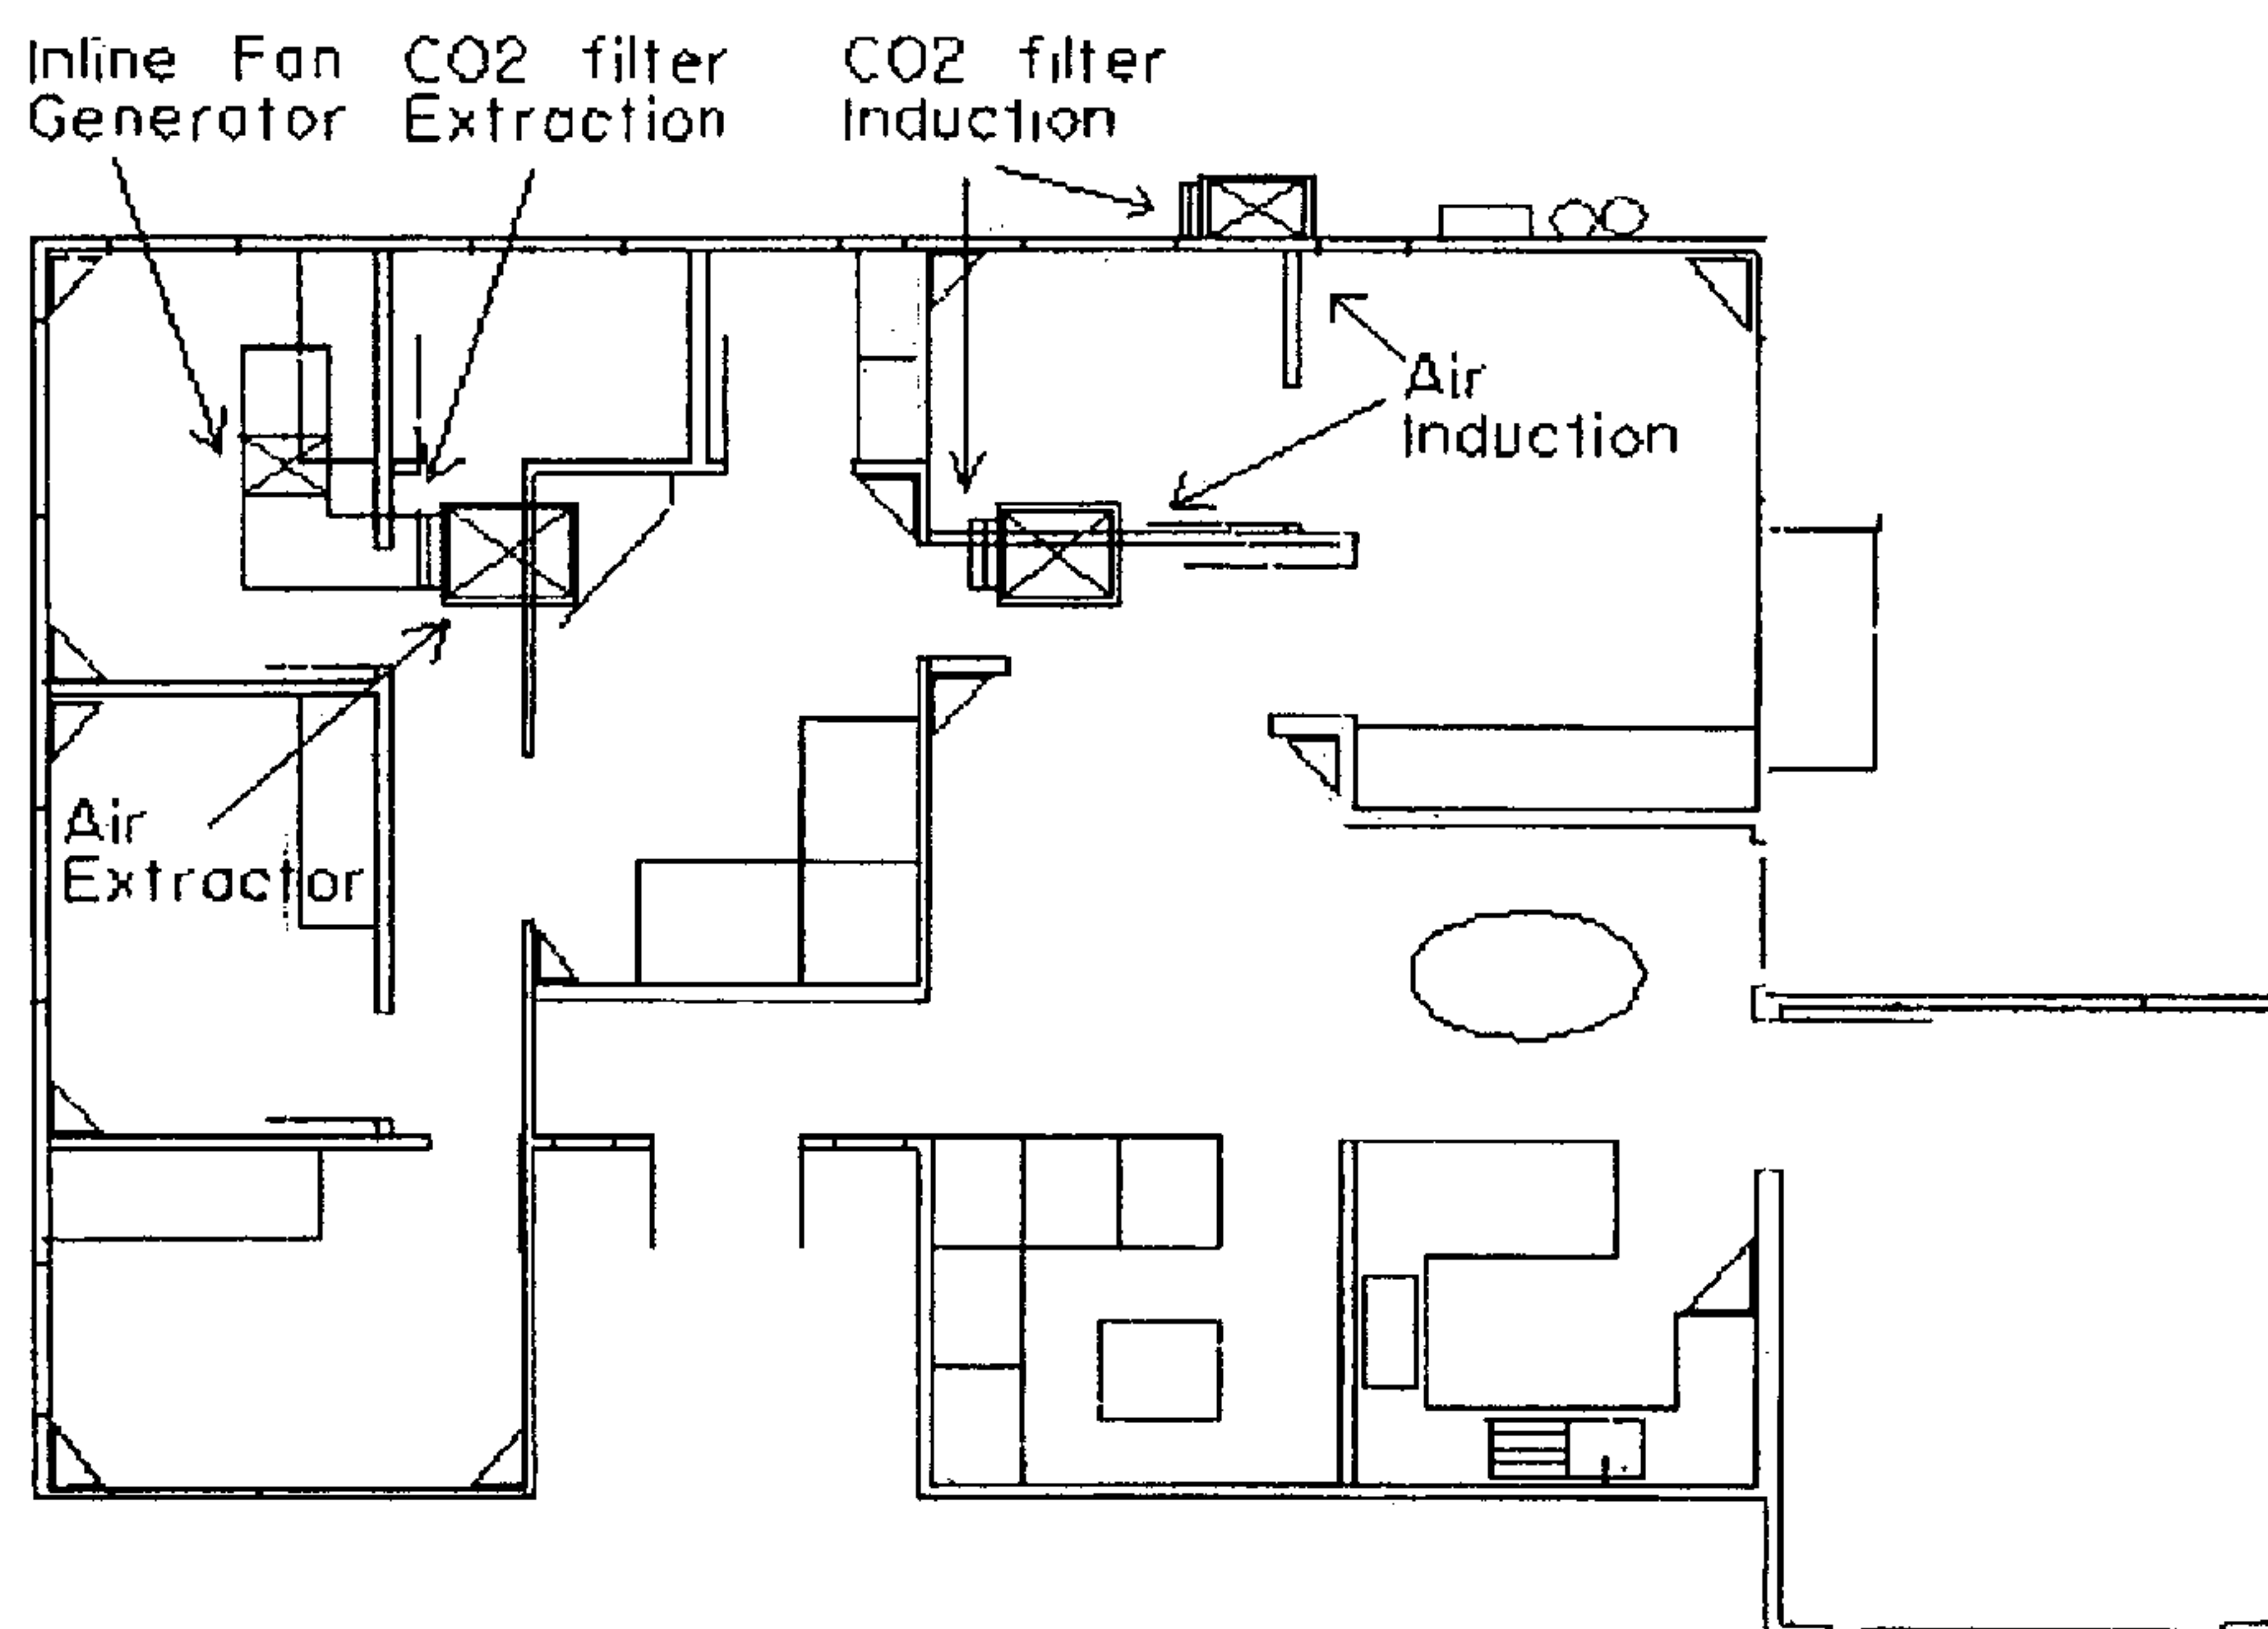 Inline Fan
Generator
CO2 filter
Extraction
CO2 filter
Induction
Air
Induction
Air
Extractor